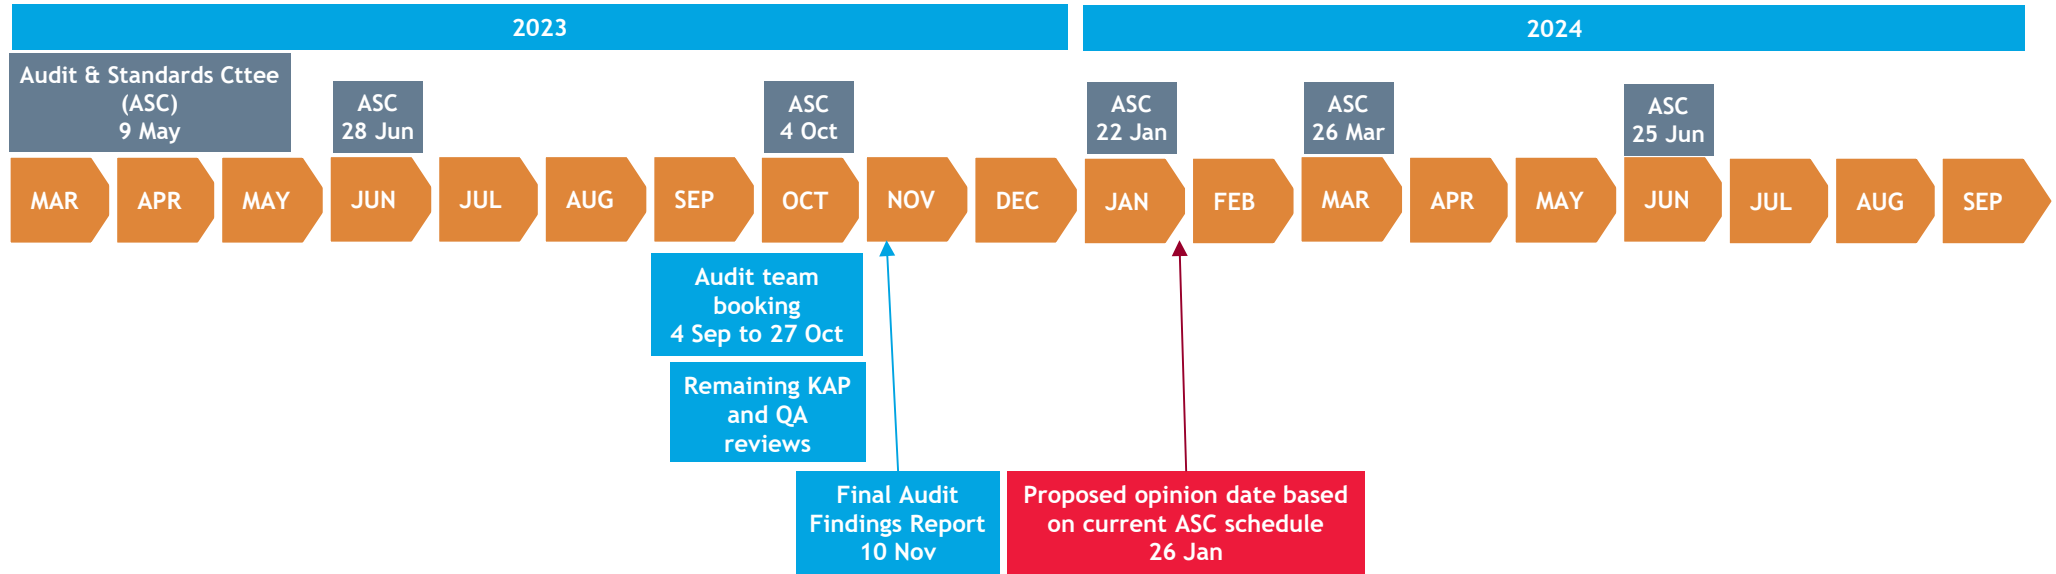 2023
2024
Audit & Standards Cttee
(ASC)
9 May
ASC
28 Jun
ASC
4 Oct
ASC
22 Jan
ASC
26 Mar
ASC
25 Jun
MAR
APR
MAY
JUN
JUL
AUG
SEP
OCT
NOV
DEC
JAN
FEB
MAR
APR
MAY
JUN
JUL
AUG
SEP
Audit team
booking
4 Sep to 27 Oct
Remaining KAP
and QA
reviews
Final Audit
Findings Report
10 Nov
Proposed opinion date based
on current ASC schedule
26 Jan